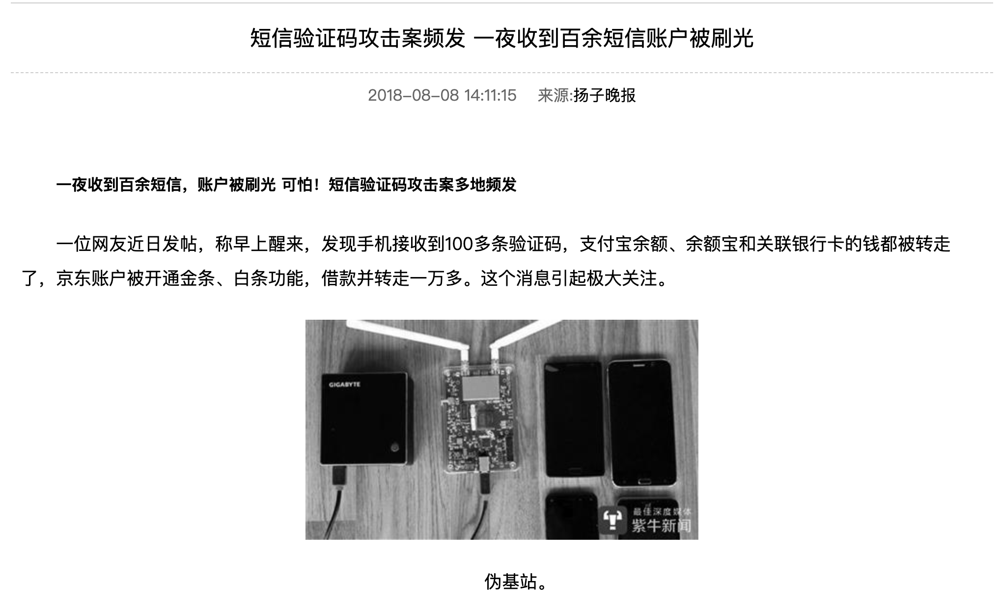 短信验证码攻击案频发 一夜收到百余短信账户被刷光
2018-08-08 14:11:15 来源:扬子晚报
一夜收到百余短信，账户被刷光 可怕！短信验证码攻击案多地频发
一位网友近日发帖，称早上醒来，发现手机接收到100多条验证码，支付宝余额、余额宝和关联银行卡的钱都被转走
了，京东账户被开通金条、白条功能，借款并转走一万多。这个消息引起极大关注。
GIGABYTE
最佳深度媒体
紫牛新闻
伪基站。